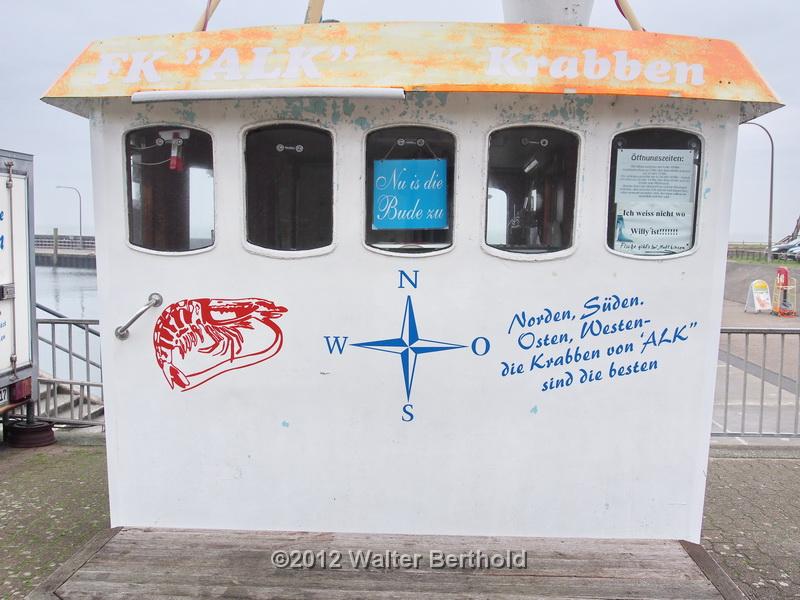 FK "ALK" Krabben
Nu is die
Bude zu
Öffnungszeiten:
Ich weiss nicht wo
Willy ist!!!!!!!
N
W O
S
Norden, Süden.
Osten, Westen-
die Krabben von 'ALK"
sind die besten
©2012 Walter Berthold